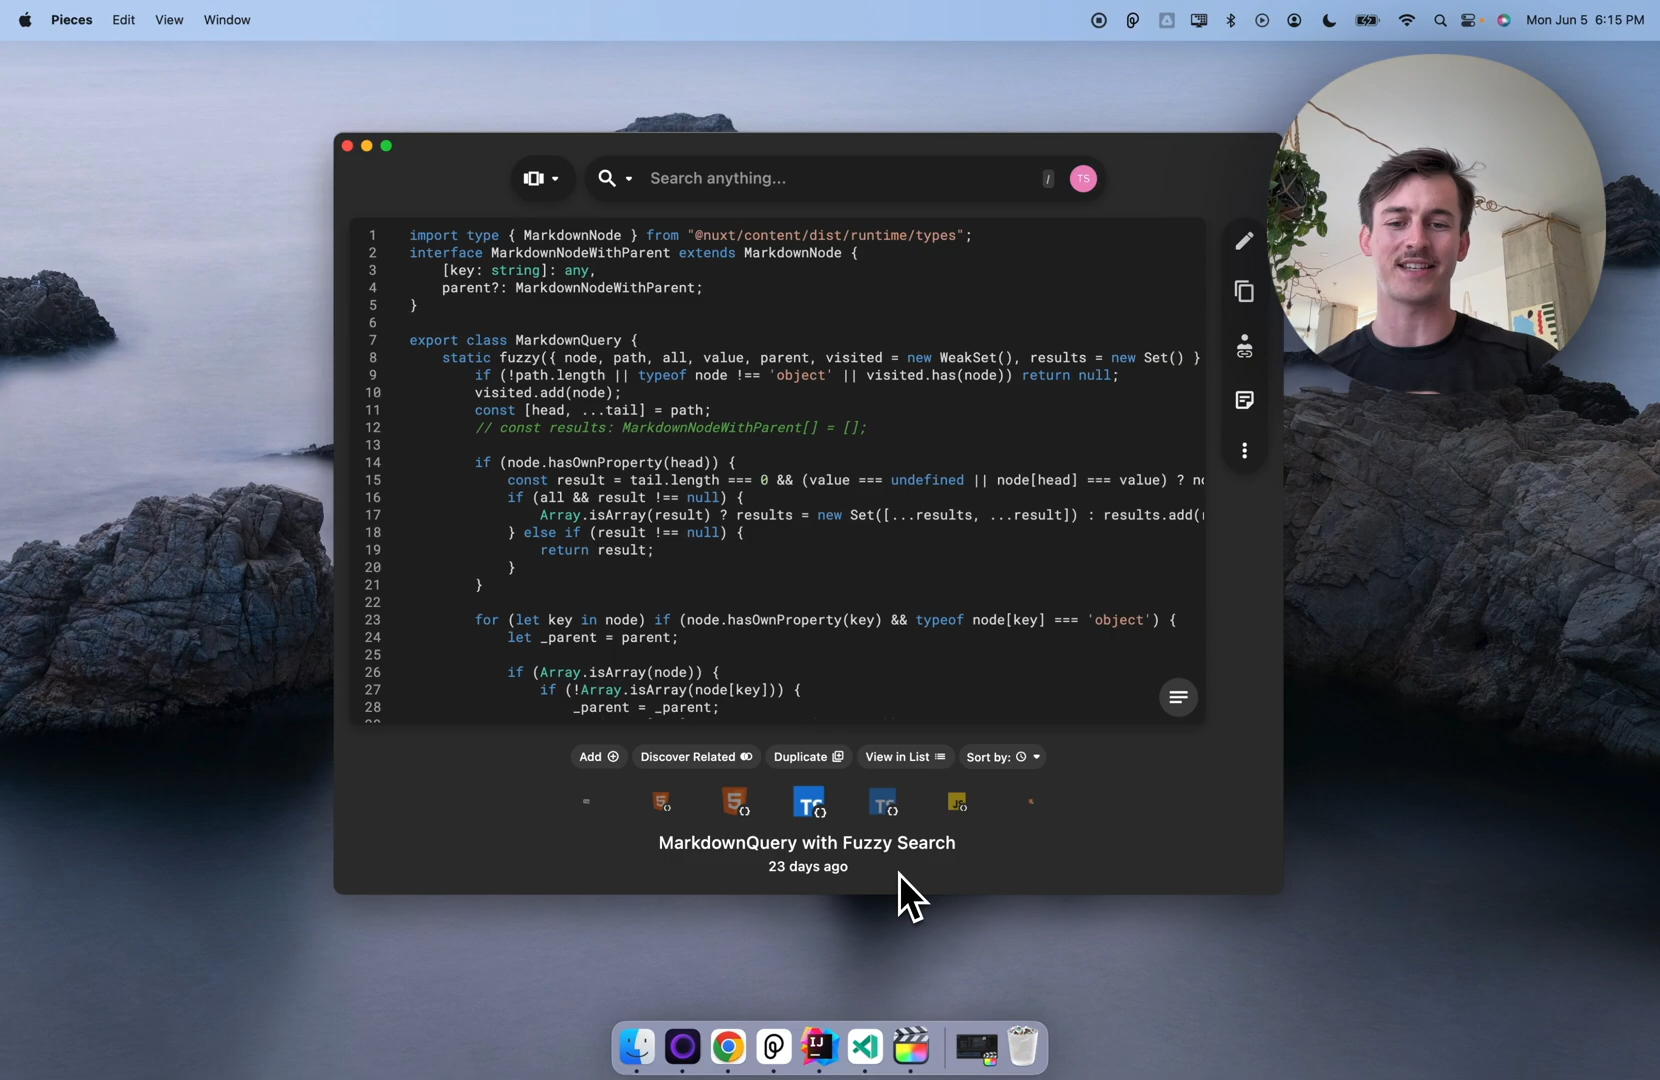 Pieces Edit View Window
Mon Jun 5 6:15 PM
Search anything...
/
TS
1 import type { MarkdownNode } from "@nuxt/content/dist/runtime/types";
2 interface MarkdownNodeWithParent extends MarkdownNode {
3 [key: string]: any,
4 parent?: MarkdownNodeWithParent;
5 }
6
7 export class MarkdownQuery {
8 static fuzzy({ node, path, all, value, parent, visited = new WeakSet(), results = new Set() }
9 if (!path.length || typeof node !== 'object' || visited.has(node)) return null;
10 visited.add(node);
11 const [head, ...tail] = path;
12 // const results: MarkdownNodeWithParent[] = [];
13
14 if (node.hasOwnProperty(head)) {
15 const result = tail.length === 0 && (value === undefined || node[head] === value) ?
16 if (all && result !== null) {
17 Array.isArray(result) ? results = new Set([...results, ...result]) : results.add(
18 } else if (result !== null) {
19 return result;
20 }
21 }
22
23 for (let key in node) if (node.hasOwnProperty(key) && typeof node[key] === 'object') {
24 let _parent = parent;
25
26 if (Array.isArray(node)) {
27 if (!Array.isArray(node[key])) {
28 _parent = _parent;
Add
Discover Related
Duplicate
View in List
Sort by:
TS
TS
JS
MarkdownQuery with Fuzzy Search
23 days ago
IJ